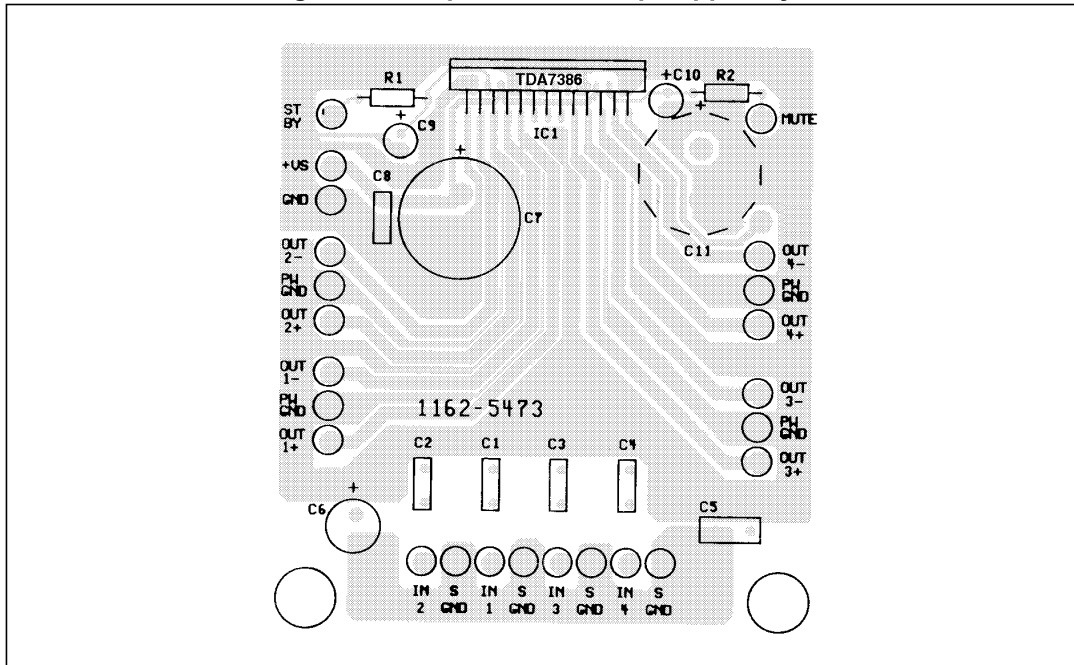 R1
TDA7386
+C10
R2
ST
BY
+
C9
IC1
+
MUTE
+VS
+
C8
GND
C7
C11
OUT
2-
OUT
4-
PW
GND
PW
GND
OUT
2+
OUT
4+
OUT
1-
OUT
3-
PW
GND
1162-5473
PW
GND
OUT
1+
C2
C1
C3
C4
OUT
3+
+
C6
C5
IN
2
S
GND
IN
1
S
GND
IN
3
S
GND
IN
4
S
GND